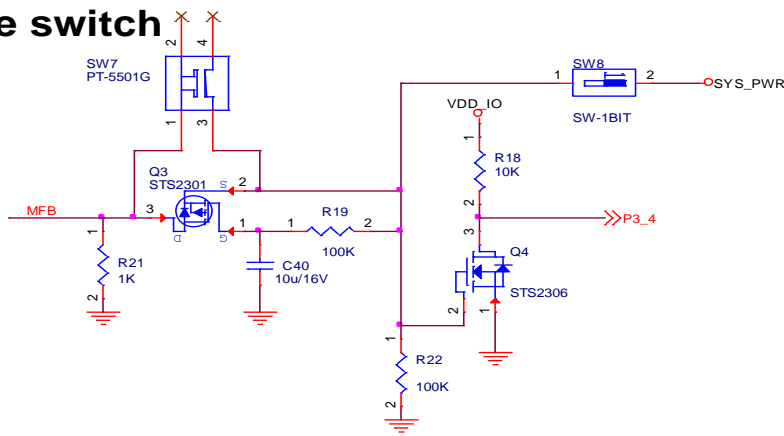 e switch
2
4
SW7
PT-5501G
1
3
SW8
1
2
SYS_PWR
SW-1BIT
VDD_IO
1
R18
10K
2
P3_4
Q3
STS2301
S
2
MFB
3
D
G
1
1
R19
2
100K
1
R21
1K
2
C40
10u/16V
3
Q4
STS2306
2
1
1
R22
100K
2